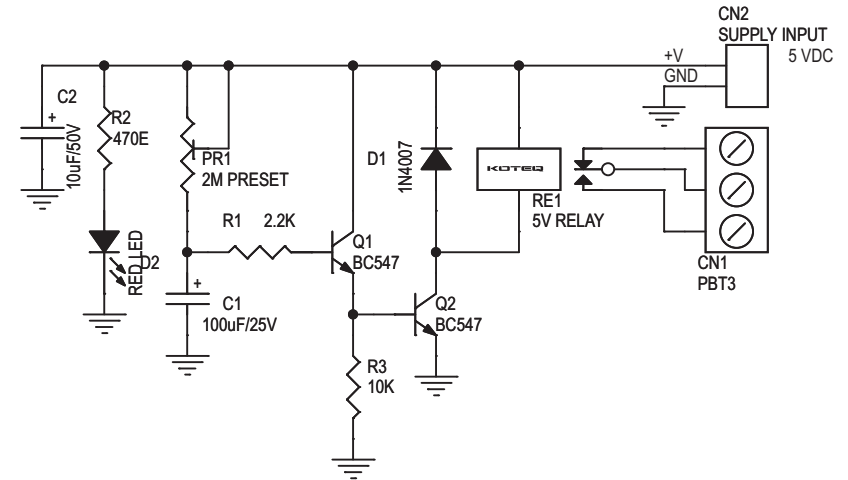 CN2
SUPPLY INPUT
5 VDC
+V
GND
C2
+
10uF/50V
R2
470E
PR1
2M PRESET
D1
1N4007
KOTEQ
RE1
5V RELAY
R1 2.2K
Q1
BC547
D2
RED LED
+
C1
100uF/25V
Q2
BC547
CN1
PBT3
R3
10K